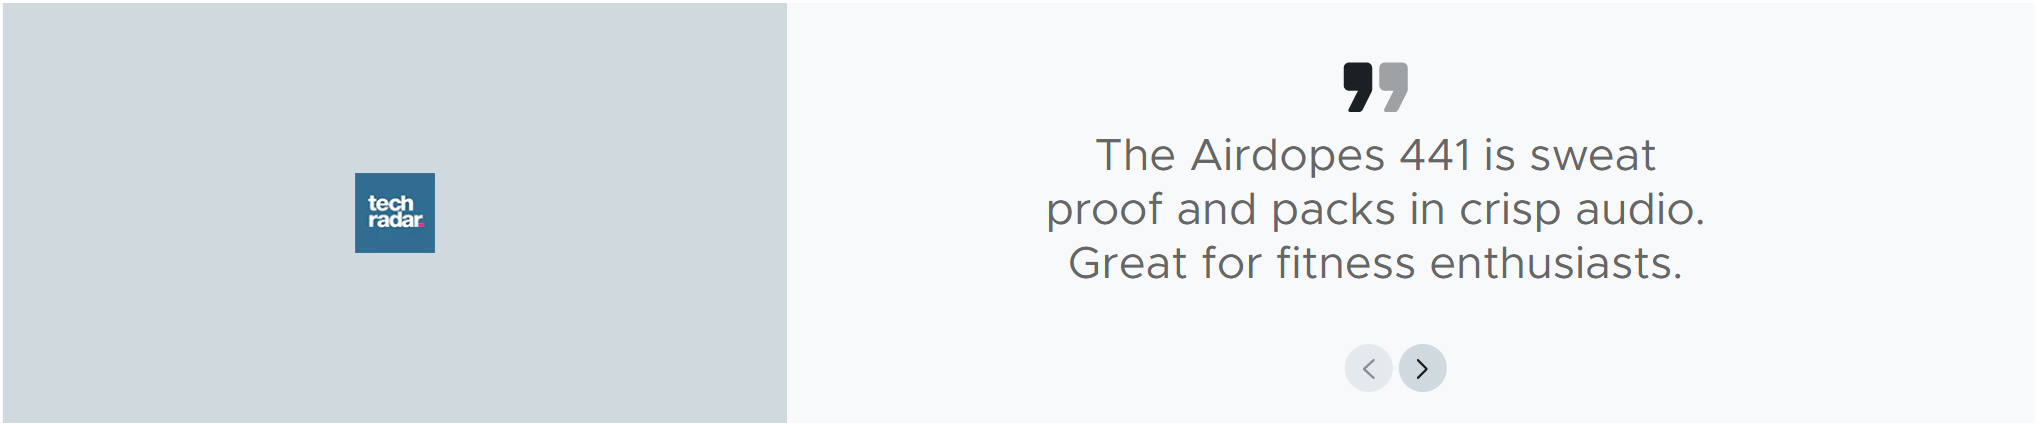 tech
radar.
The Airdopes 441 is sweat
proof and packs in crisp audio.
Great for fitness enthusiasts.